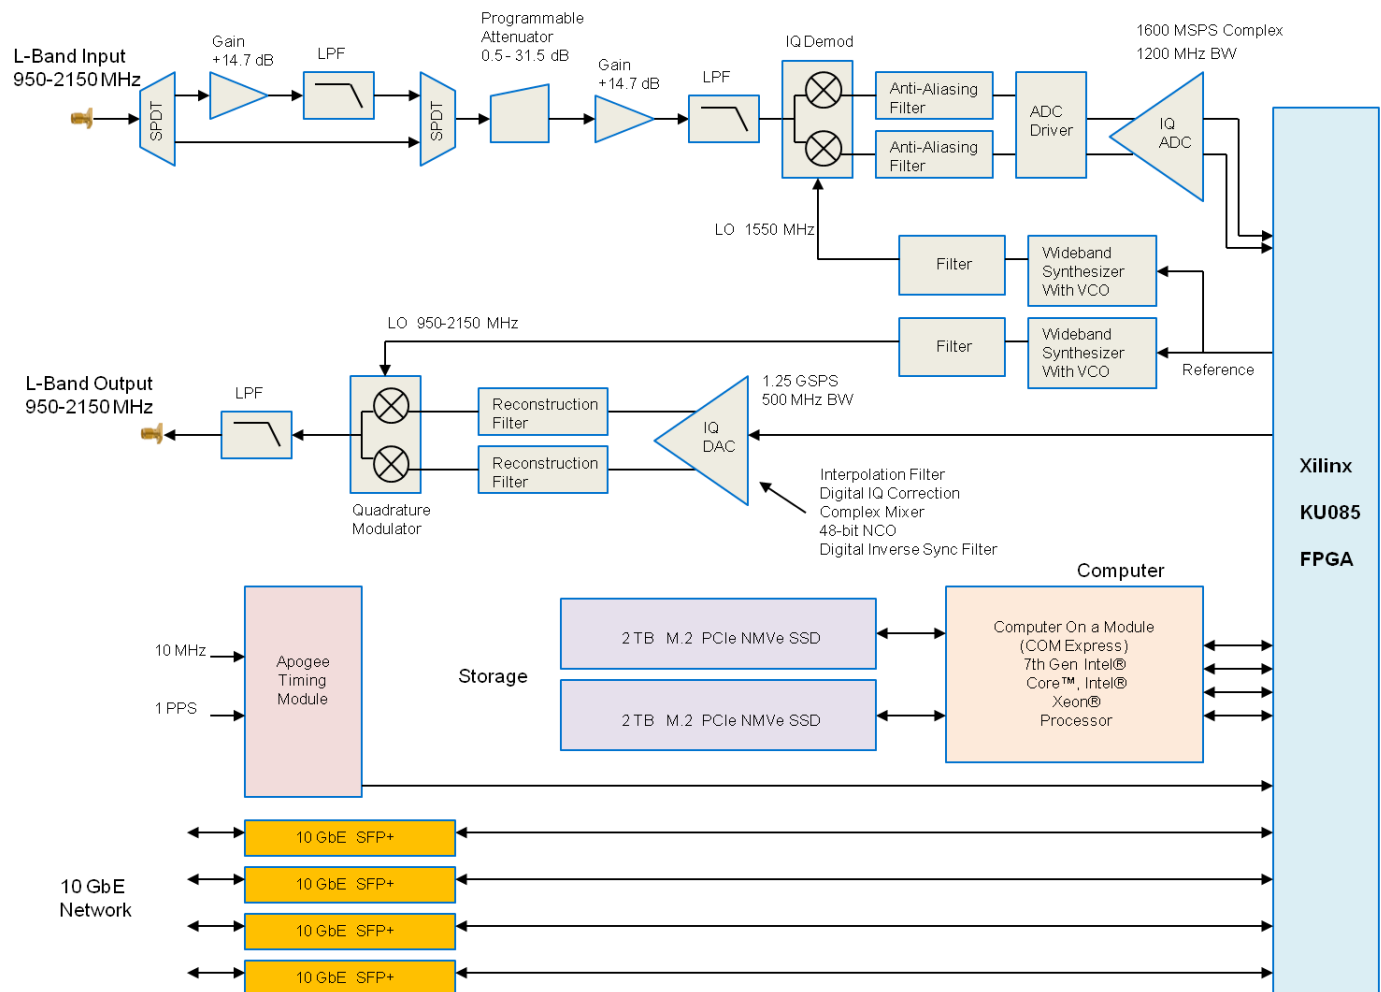 L-Band Input
950-2150 MHz
SPDT
Gain
+14.7 dB
LPF
SPDT
Programmable
Attenuator
0.5 - 31.5 dB
Gain
+14.7 dB
LPF
IQ Demod
Anti-Aliasing
Filter
Anti-Aliasing
Filter
ADC
Driver
1600 MSPS Complex
1200 MHz BW
IQ
ADC
LO 1550 MHz
Filter
Wideband
Synthesizer
With VCO
LO 950-2150 MHz
Filter
Wideband
Synthesizer
With VCO
Reference
L-Band Output
950-2150 MHz
LPF
Quadrature
Modulator
Reconstruction
Filter
Reconstruction
Filter
1.25 GSPS
500 MHz BW
IQ
DAC
Interpolation Filter
Digital IQ Correction
Complex Mixer
48-bit NCO
Digital Inverse Sync Filter
Xilinx
KU085
FPGA
10 MHz
1 PPS
Apogee
Timing
Module
Storage
2 TB M.2 PCIe NMVe SSD
2 TB M.2 PCIe NMVe SSD
Computer
Computer On a Module
(COM Express)
7th Gen Intel®
Core™, Intel®
Xeon®
Processor
10 GbE
Network
10 GbE SFP+
10 GbE SFP+
10 GbE SFP+
10 GbE SFP+